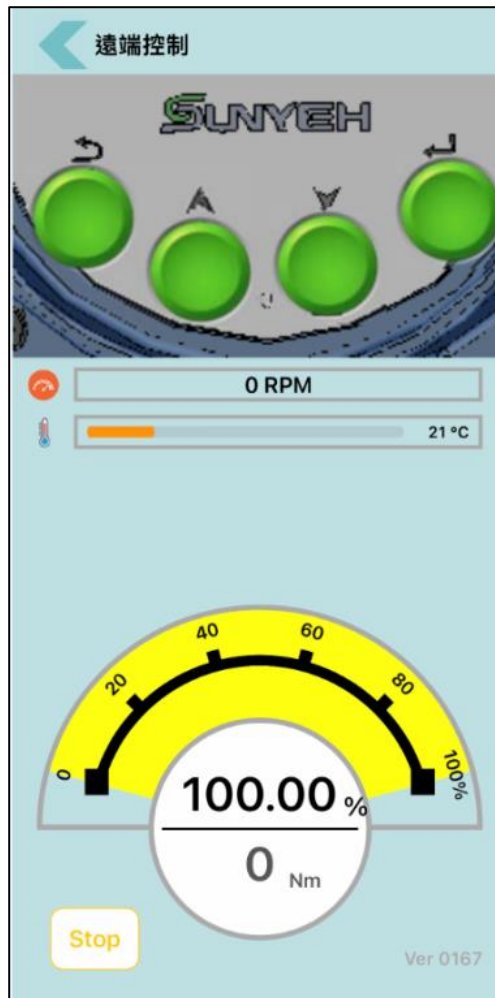 遠端控制
SUNYEH
0 RPM
21 °C
0
20
40
60
80
100%
100.00 %
0 Nm
Stop
Ver 0167